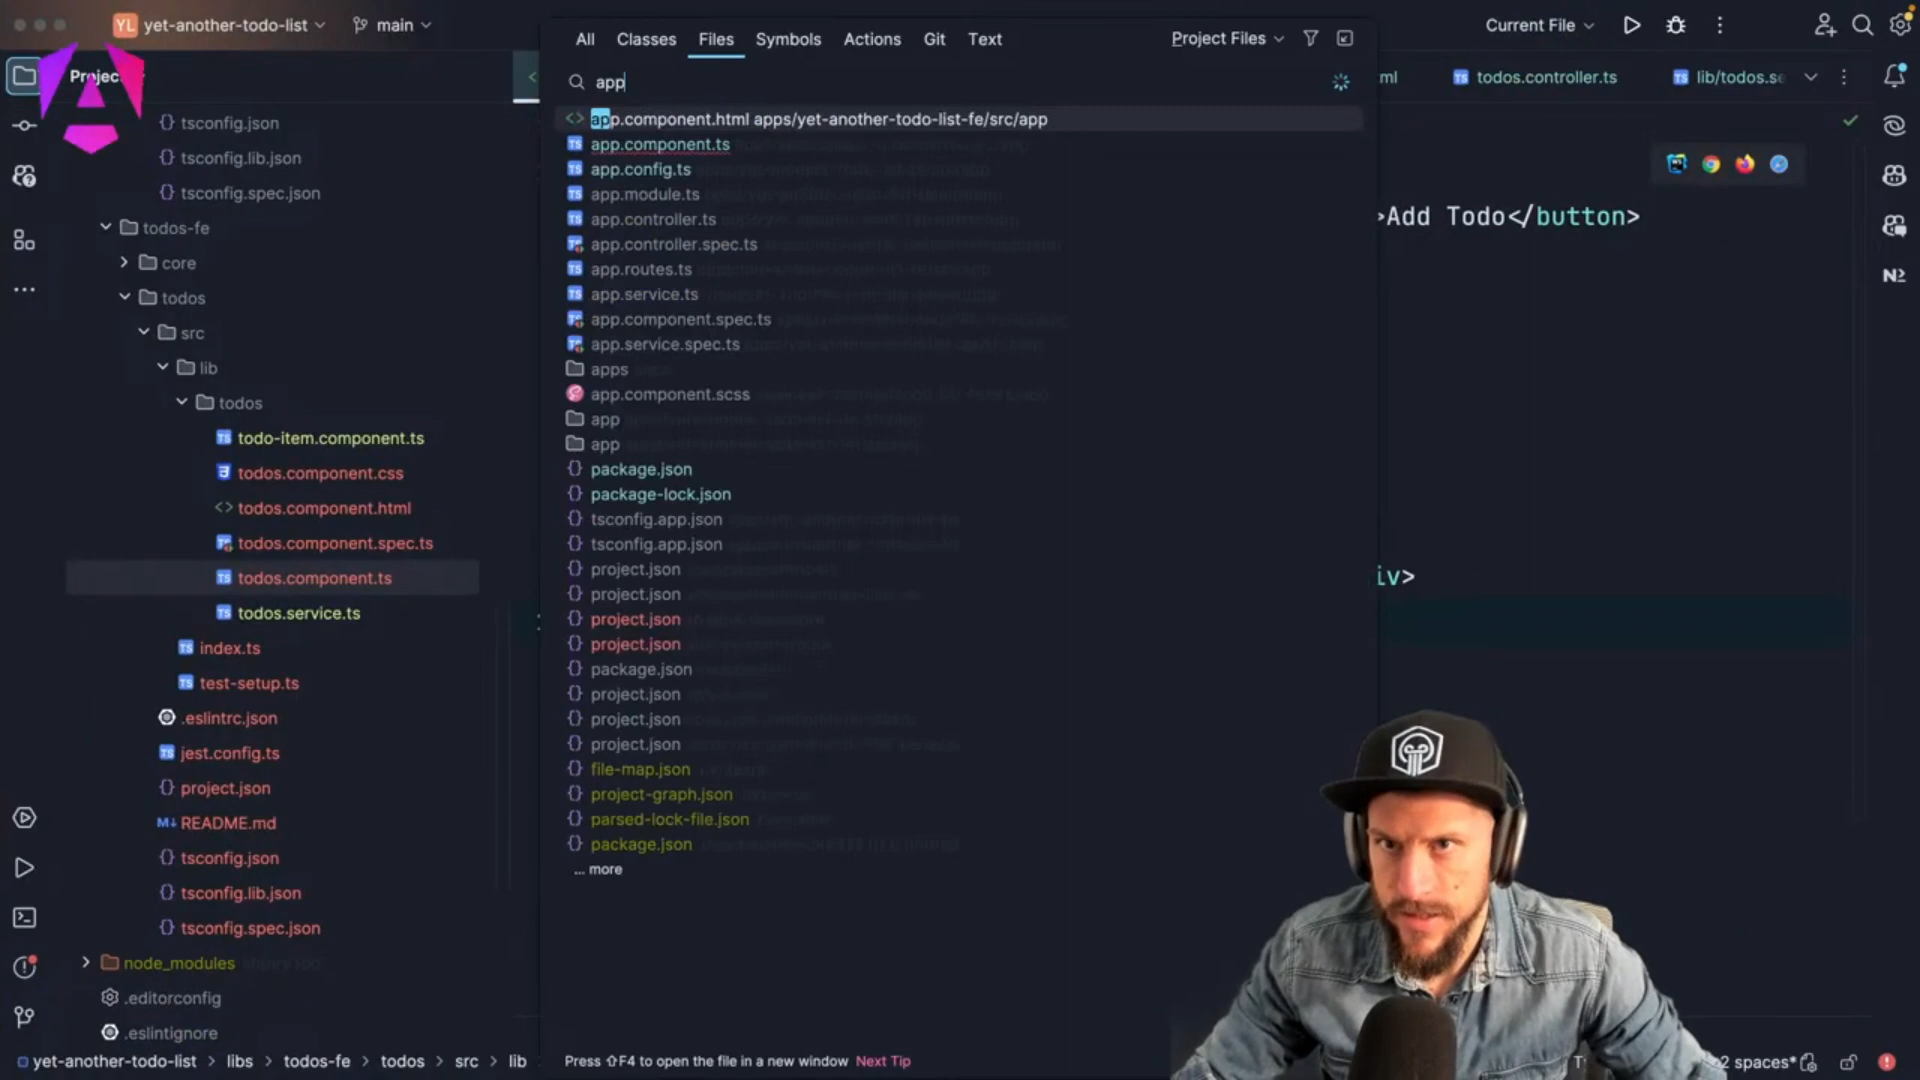 YL yet-another-todo-list
main
Current File
Project
tsconfig.json
tsconfig.lib.json
tsconfig.spec.json
todos-fe
core
todos
src
lib
todos
todo-item.component.ts
todos.component.css
todos.component.html
todos.component.spec.ts
todos.component.ts
todos.service.ts
index.ts
test-setup.ts
.eslintrc.json
jest.config.ts
project.json
README.md
tsconfig.json
tsconfig.lib.json
tsconfig.spec.json
node_modules
.editorconfig
.eslintignore
All Classes Files Symbols Actions Git Text Project Files
app
app.component.html apps/yet-another-todo-list-fe/src/app
app.component.ts
app.config.ts
app.module.ts
app.controller.ts
app.controller.spec.ts
app.routes.ts
app.service.ts
app.component.spec.ts
app.service.spec.ts
apps
app.component.scss
app
app
package.json
package-lock.json
tsconfig.app.json
tsconfig.app.json
project.json
project.json
project.json
project.json
package.json
project.json
project.json
project.json
file-map.json
project-graph.json
parsed-lock-file.json
package.json
... more
Press ⇧F4 to open the file in a new window Next Tip
ml todos.controller.ts lib/todos.se
>Add Todo</button>
iv>
yet-another-todo-list > libs > todos-fe > todos > src > lib
2 spaces*